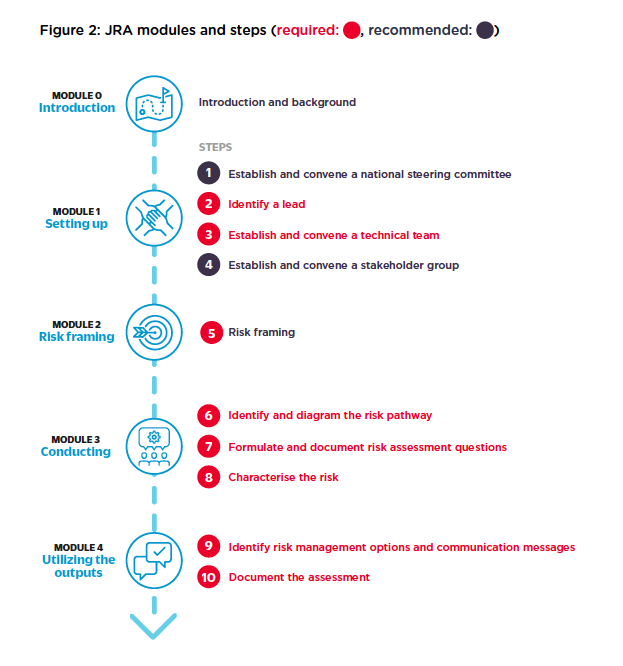 Figure 2: JRA modules and steps (required: , recommended: )
MODULE 0
Introduction
Introduction and background
STEPS
1 Establish and convene a national steering committee
MODULE 1
Setting up
2 Identify a lead
3 Establish and convene a technical team
4 Establish and convene a stakeholder group
MODULE 2
Risk framing
5 Risk framing
MODULE 3
Conducting
6 Identify and diagram the risk pathway
7 Formulate and document risk assessment questions
8 Characterise the risk
MODULE 4
Utilizing the
outputs
9 Identify risk management options and communication messages
10 Document the assessment